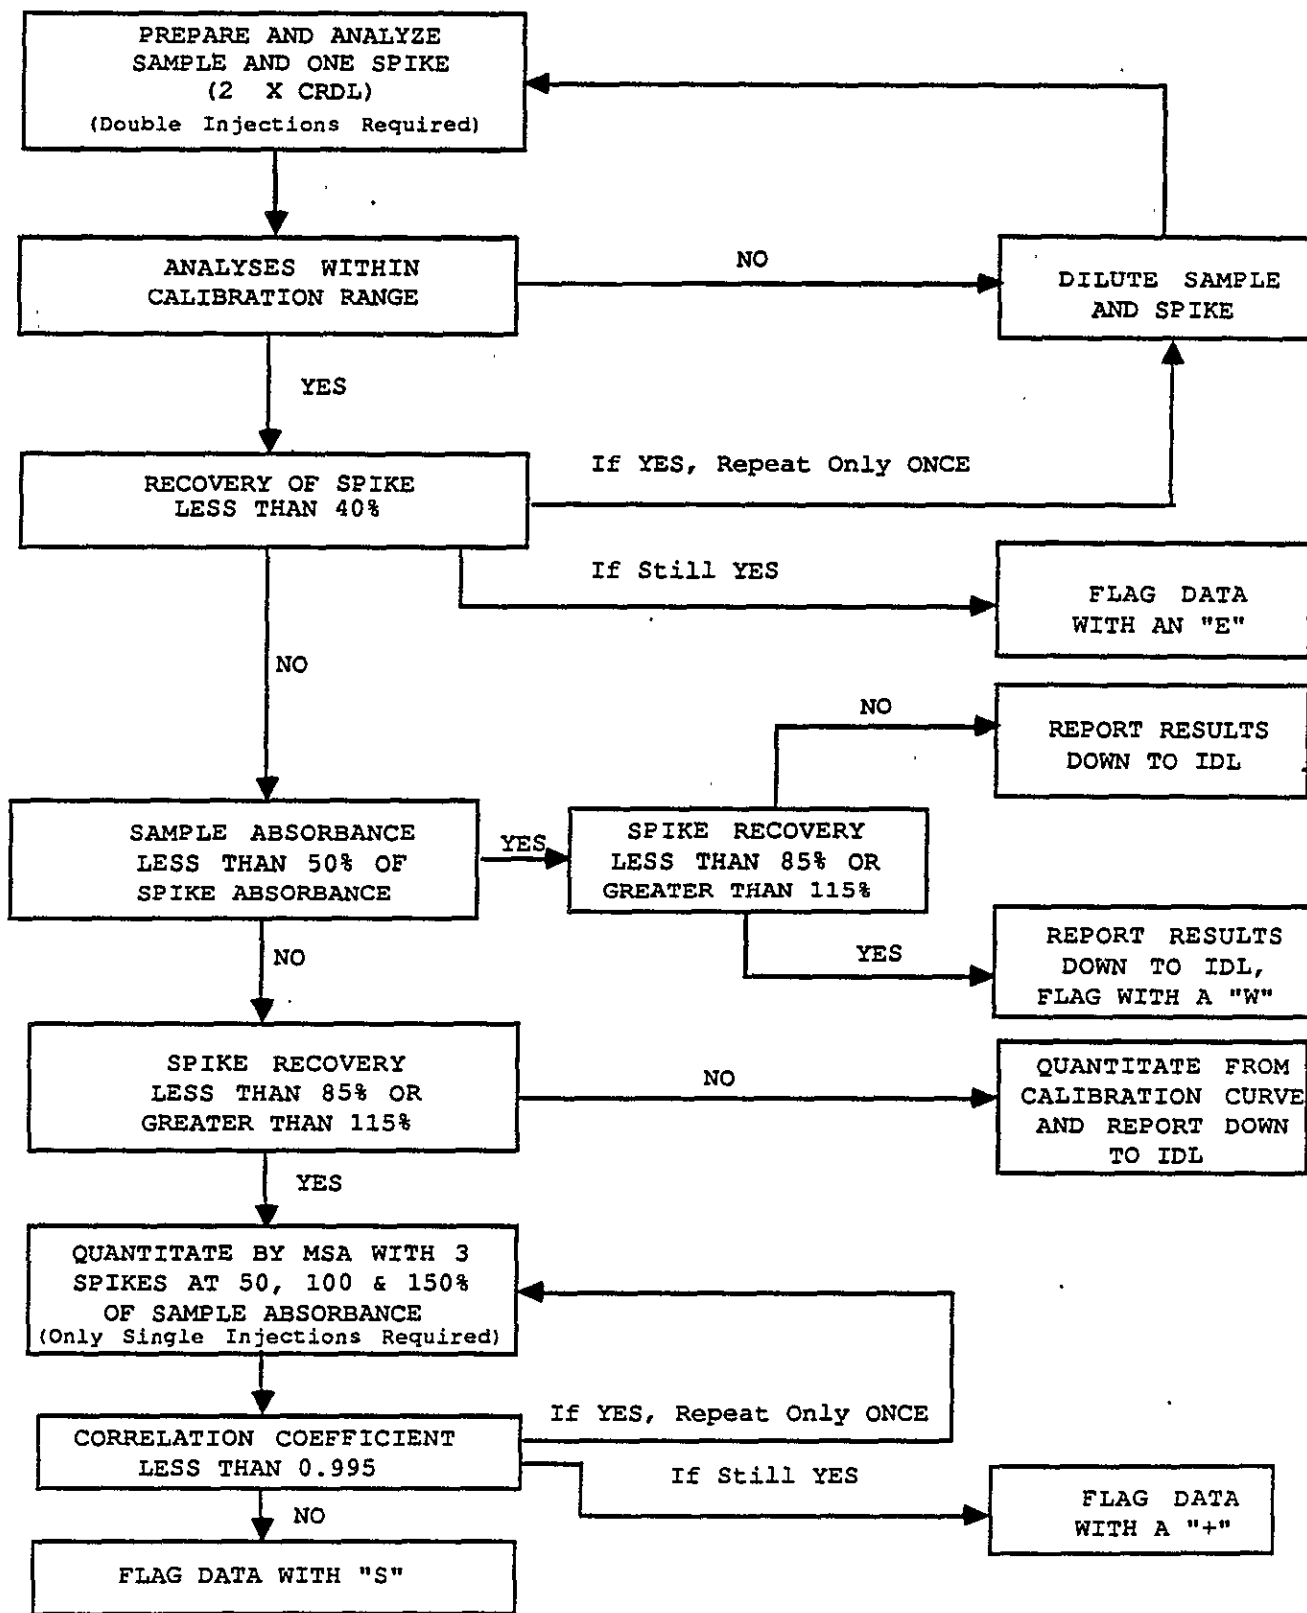 PREPARE AND ANALYZE
SAMPLE AND ONE SPIKE
(2 X CRDL)
(Double Injections Required)
ANALYSES WITHIN
CALIBRATION RANGE
NO
DILUTE SAMPLE
AND SPIKE
YES
RECOVERY OF SPIKE
LESS THAN 40%
If YES, Repeat Only ONCE
If Still YES
FLAG DATA
WITH AN "E"
NO
NO
REPORT RESULTS
DOWN TO IDL
SAMPLE ABSORBANCE
LESS THAN 50% OF
SPIKE ABSORBANCE
YES
SPIKE RECOVERY
LESS THAN 85% OR
GREATER THAN 115%
YES
REPORT RESULTS
DOWN TO IDL,
FLAG WITH A "W"
NO
SPIKE RECOVERY
LESS THAN 85% OR
GREATER THAN 115%
NO
QUANTITATE FROM
CALIBRATION CURVE
AND REPORT DOWN
TO IDL
YES
QUANTITATE BY MSA WITH 3
SPIKES AT 50, 100 & 150%
OF SAMPLE ABSORBANCE
(Only Single Injections Required)
CORRELATION COEFFICIENT
LESS THAN 0.995
If YES, Repeat Only ONCE
If Still YES
FLAG DATA
WITH A "+"
NO
FLAG DATA WITH "S"